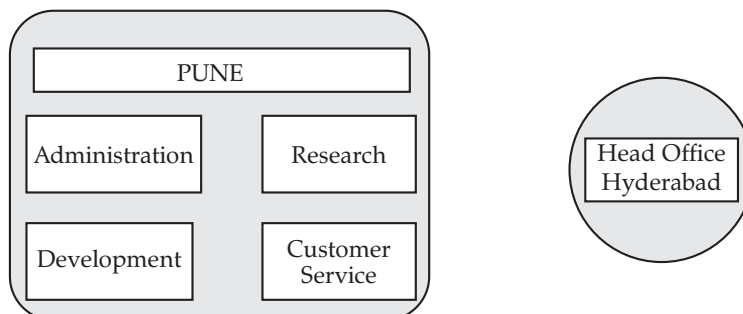 PUNE
Administration
Research
Head Office
Hyderabad
Development
Customer
Service